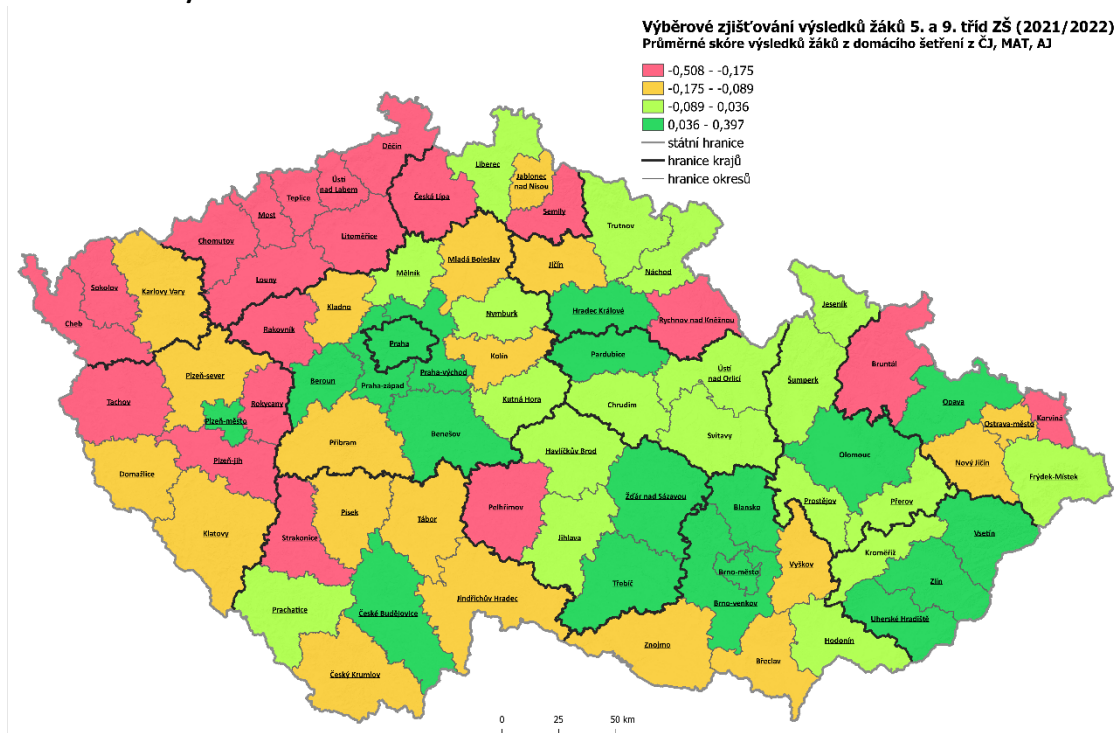 Výběrové zjišťování výsledků žáků 5. a 9. tříd ZŠ (2021/2022)
Průměrné skóre výsledků žáků z domácího šetření z ČJ, MAT, AJ
-0,508 - -0,175
-0,175 - -0,089
-0,089 - 0,036
0,036 - 0,397
státní hranice
hranice krajů
hranice okresů
Děčín
Liberec
Ústí
nad Labem
Jablonec
nad Nisou
Teplice
Česká Lípa
Semily
Most
Trutnov
Chomutov
Litoměřice
Mladá Boleslav
Jičín
Náchod
Mělník
Louny
Sokolov
Karlovy Vary
Cheb
Kladno
Nymburk
Hradec Králové
Rychnov nad Kněžnou
Jeseník
Rakovník
Praha
Kolín
Pardubice
Bruntál
Plzeň-sever
Beroun
Praha-západ
Praha-východ
Ústí
nad Orlicí
Šumperk
Tachov
Rokycany
Kutná Hora
Chrudim
Opava
Karviná
Plzeň-město
Ostrava-město
Příbram
Benešov
Svitavy
Plzeň-jih
Havlíčkův Brod
Olomouc
Nový Jičín
Domažlice
Frýdek-Místek
Žďár nad Sázavou
Prostějov
Přerov
Klatovy
Písek
Tábor
Pelhřimov
Blansko
Strakonice
Jihlava
Vsetín
Kroměříž
Vyškov
Brno-město
Třebíč
Zlín
Jindřichův Hradec
Brno-venkov
Prachatice
České Budějovice
Uherské Hradiště
Hodonín
Znojmo
Břeclav
Český Krumlov
0 25 50 km